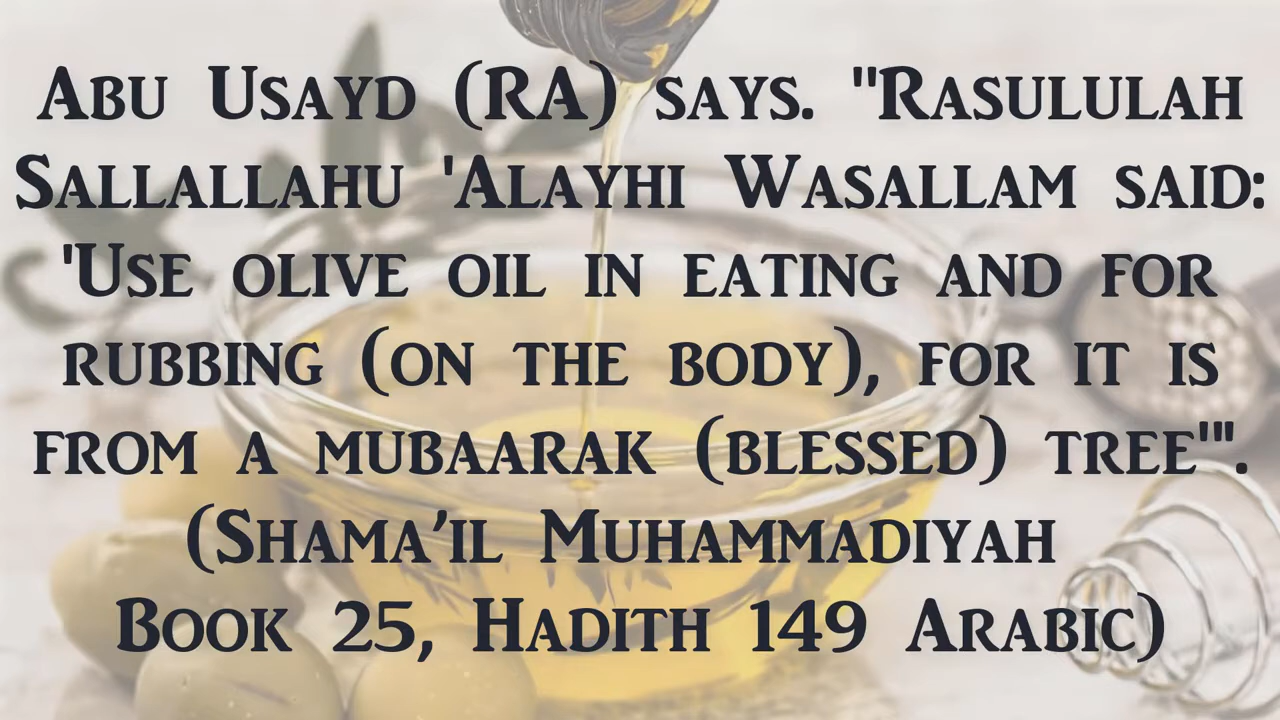 Abu Usayd (RA) says. "Rasululah
Sallallahu 'Alayhi Wasallam said:
'Use olive oil in eating and for
rubbing (on the body), for it is
from a mubaarak (blessed) tree'".
(Shama’il Muhammadiyah
Book 25, Hadith 149 Arabic)